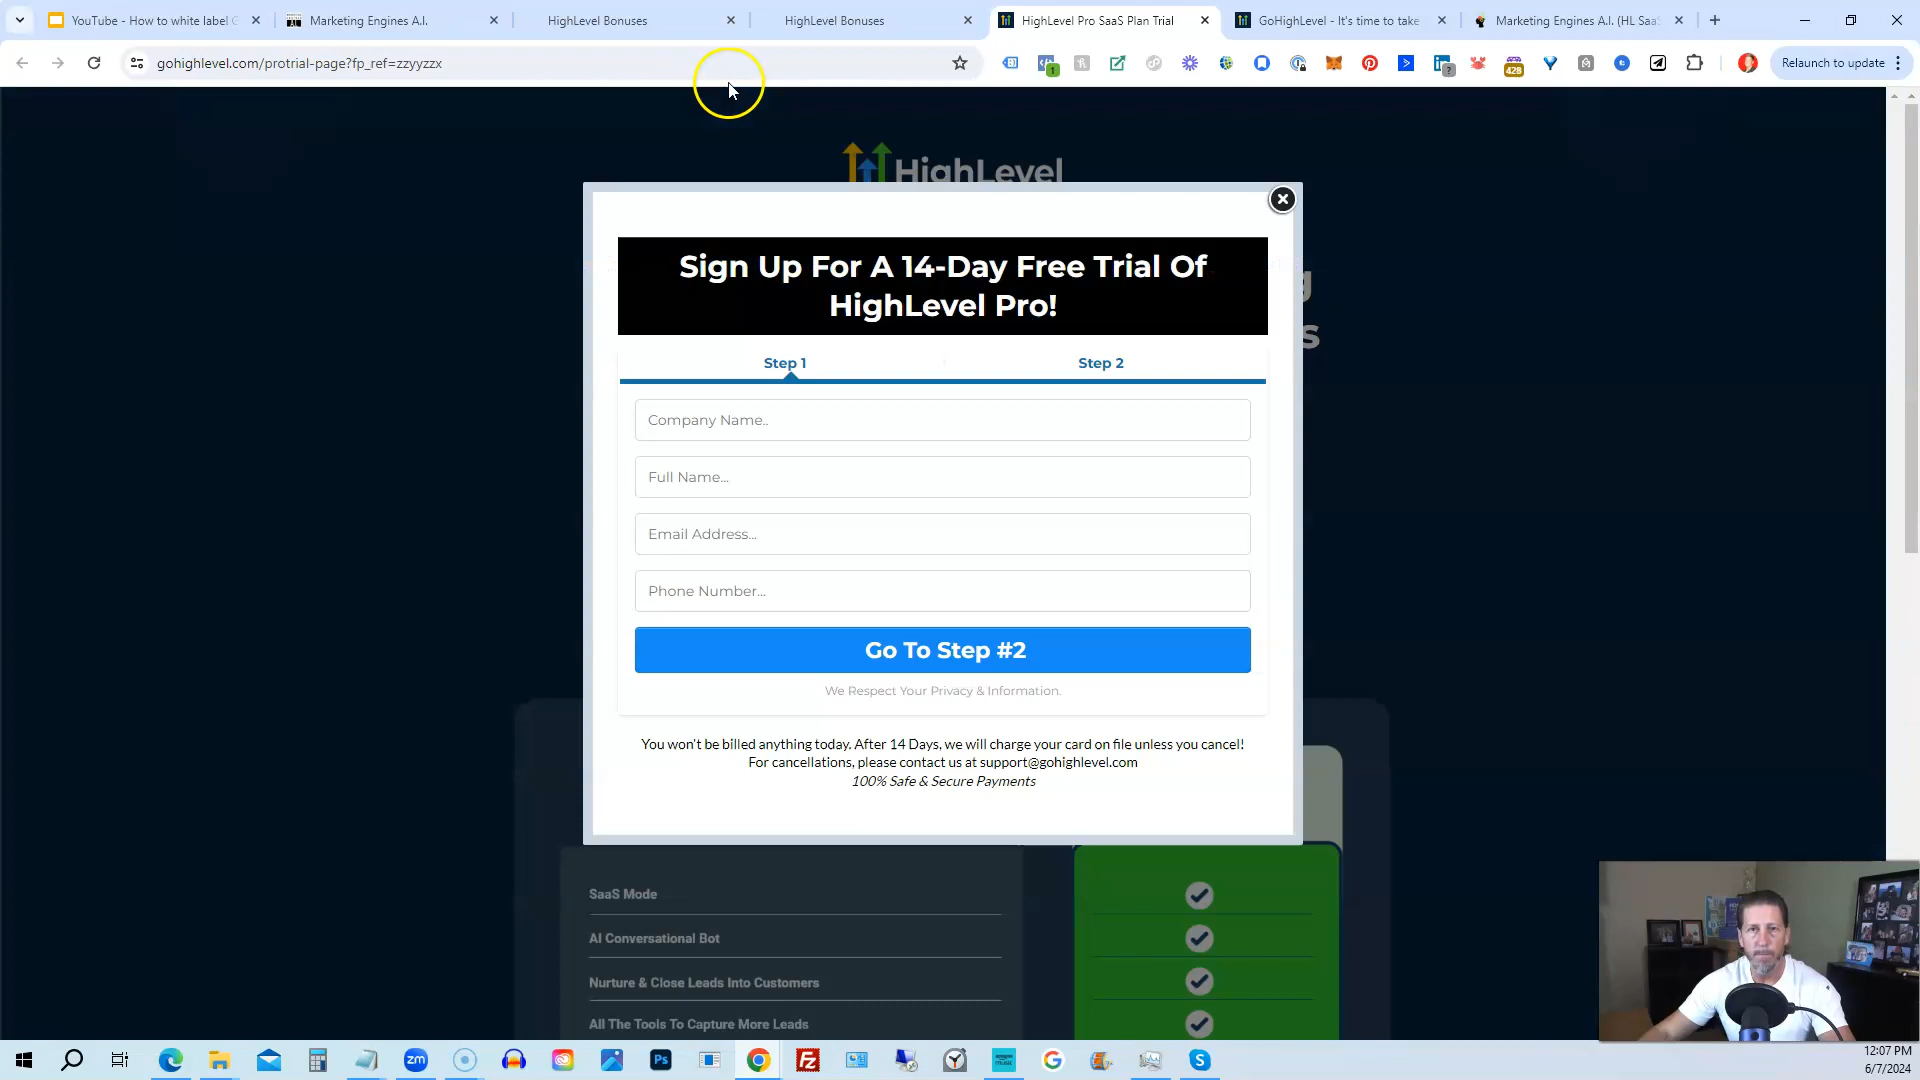 YouTube - How to white label G
Marketing Engines A.I.
HighLevel Bonuses
HighLevel Bonuses
HighLevel Pro SaaS Plan Trial
GoHighLevel - It's time to take
Marketing Engines A.I. (HL SaaS
gohighlevel.com/protrial-page?fp_ref=zzyyzzx
1
?
428
Relaunch to update
HighLevel
g
s
Sign Up For A 14-Day Free Trial Of
HighLevel Pro!
Step 1
Step 2
Company Name..
Full Name...
Email Address...
Phone Number...
Go To Step #2
We Respect Your Privacy & Information.
You won't be billed anything today. After 14 Days, we will charge your card on file unless you cancel!
For cancellations, please contact us at support@gohighlevel.com
100% Safe & Secure Payments
SaaS Mode
AI Conversational Bot
Nurture & Close Leads Into Customers
All The Tools To Capture More Leads
zm
Ps
12:07 PM
6/7/2024